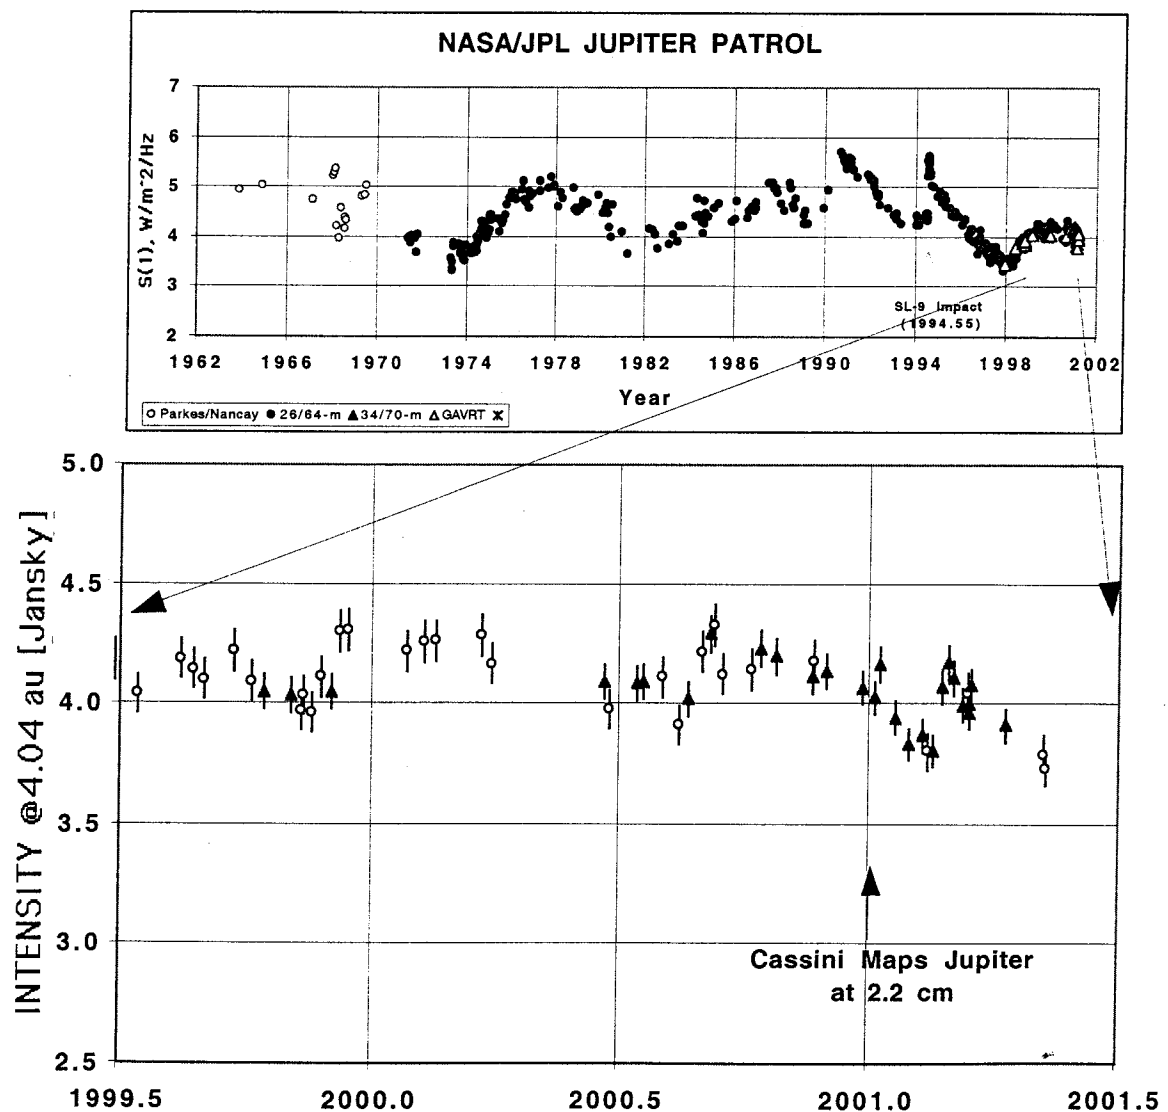 NASA/JPL JUPITER PATROL
7
6
5
4
3
2
S(1), W/m^2/Hz
SL-9 Impact
(1994.55)
1962 1966 1970 1974 1978 1982 1986 1990 1994 1998 2002
Year
Parkes/Nancay 26/64-m 34/70-m GAVRT
5.0
4.5
4.0
3.5
3.0
2.5
INTENSITY @4.04 au [Jansky]
Cassini Maps Jupiter
at 2.2 cm
1999.5 2000.0 2000.5 2001.0 2001.5